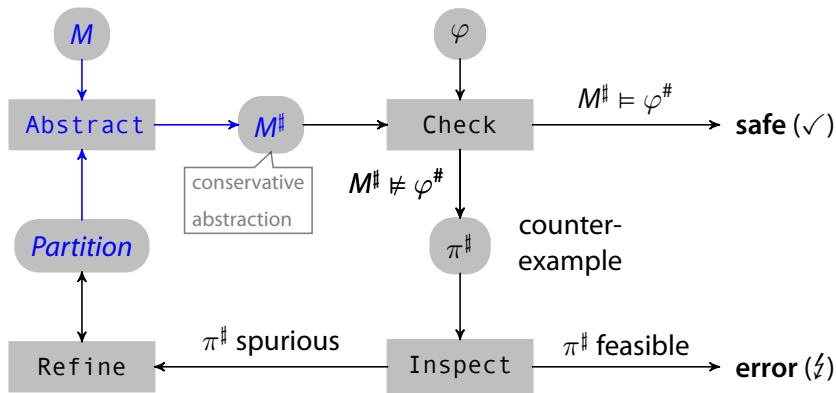 M
φ
Abstract
M♯
Check
M♯ ⊨ φ#
safe (✓)
conservative
abstraction
M♯ ⊭ φ#
Partition
π♯
counter-
example
Refine
π♯ spurious
Inspect
π♯ feasible
error (↯)